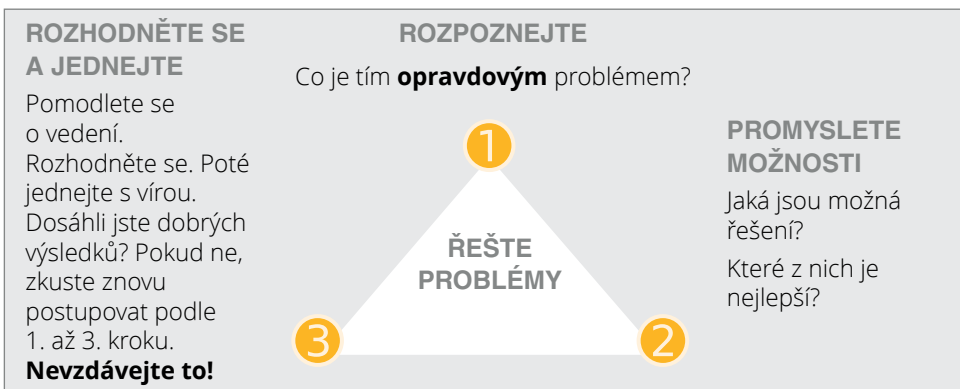 ROZHODNĚTE SE
A JEDNEJTE
Pomodlete se
o vedení.
Rozhodněte se. Poté
jednejte s vírou.
Dosáhli jste dobrých
výsledků? Pokud ne,
zkuste znovu
postupovat podle
1. až 3. kroku.
Nevzdávejte to!
ROZPOZNEJTE
Co je tím opravdovým problémem?
1
ŘEŠTE
PROBLÉMY
3
2
PROMYSLETE
MOŽNOSTI
Jaká jsou možná
řešení?
Které z nich je
nejlepší?